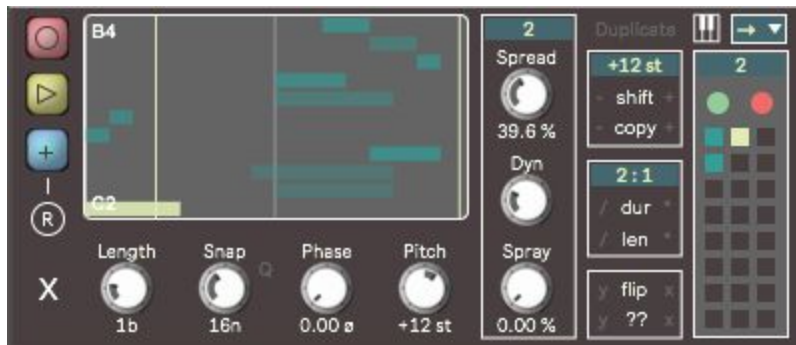 B4
C2
R
X
Length
1b
Snap
16n
Q
Phase
0.00 ø
Pitch
+12 st
2
Spread
39.6 %
Dyn
Spray
0.00 %
Duplicate
+12 st
- shift +
- copy +
2:1
/ dur *
/ len *
y flip x
y ?? x
2